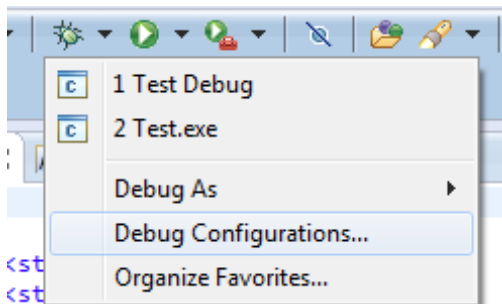 1 Test Debug
2 Test.exe
Debug As
Debug Configurations...
Organize Favorites...
<st
<st